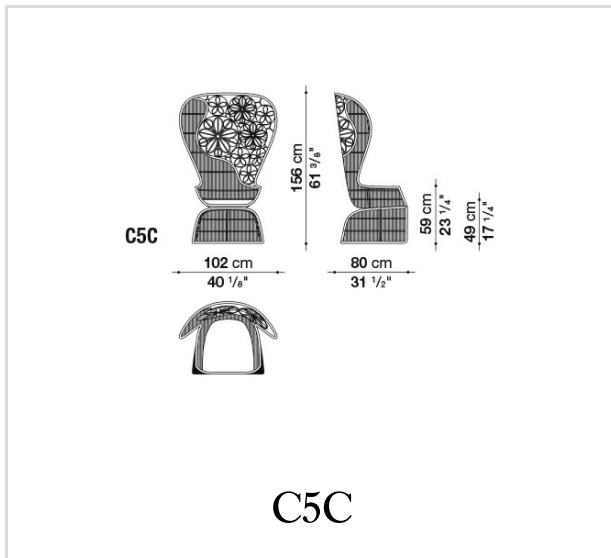 156 cm
61 3/8"
59 cm
23 1/4"
49 cm
17 1/4"
C5C
102 cm
40 1/8"
80 cm
31 1/2"
C5C